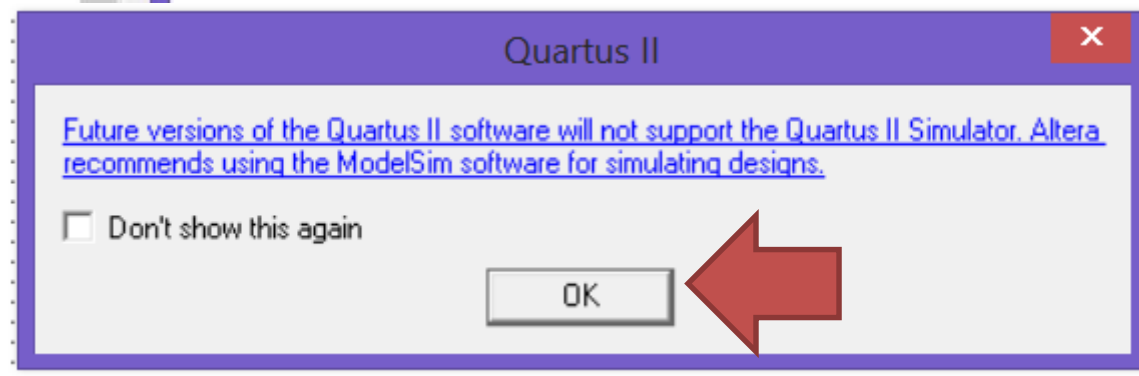 Quartus II
Future versions of the Quartus II software will not support the Quartus II Simulator. Altera
recommends using the ModelSim software for simulating designs.
Don't show this again
OK